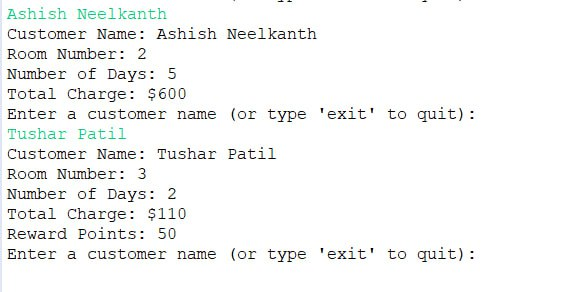 Ashish Neelkanth
Customer Name: Ashish Neelkanth
Room Number: 2
Number of Days: 5
Total Charge: $600
Enter a customer name (or type 'exit' to quit):
Tushar Patil
Customer Name: Tushar Patil
Room Number: 3
Number of Days: 2
Total Charge: $110
Reward Points: 50
Enter a customer name (or type 'exit' to quit):